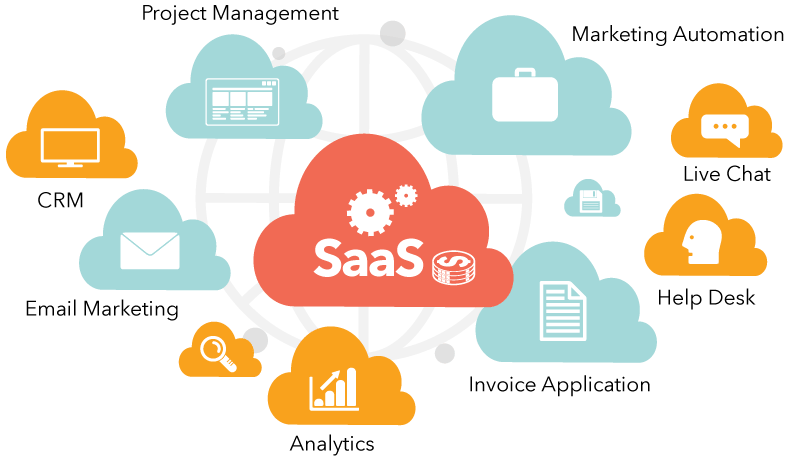 Project Management
Marketing Automation
CRM
Live Chat
SaaS
Email Marketing
Help Desk
Invoice Application
Analytics